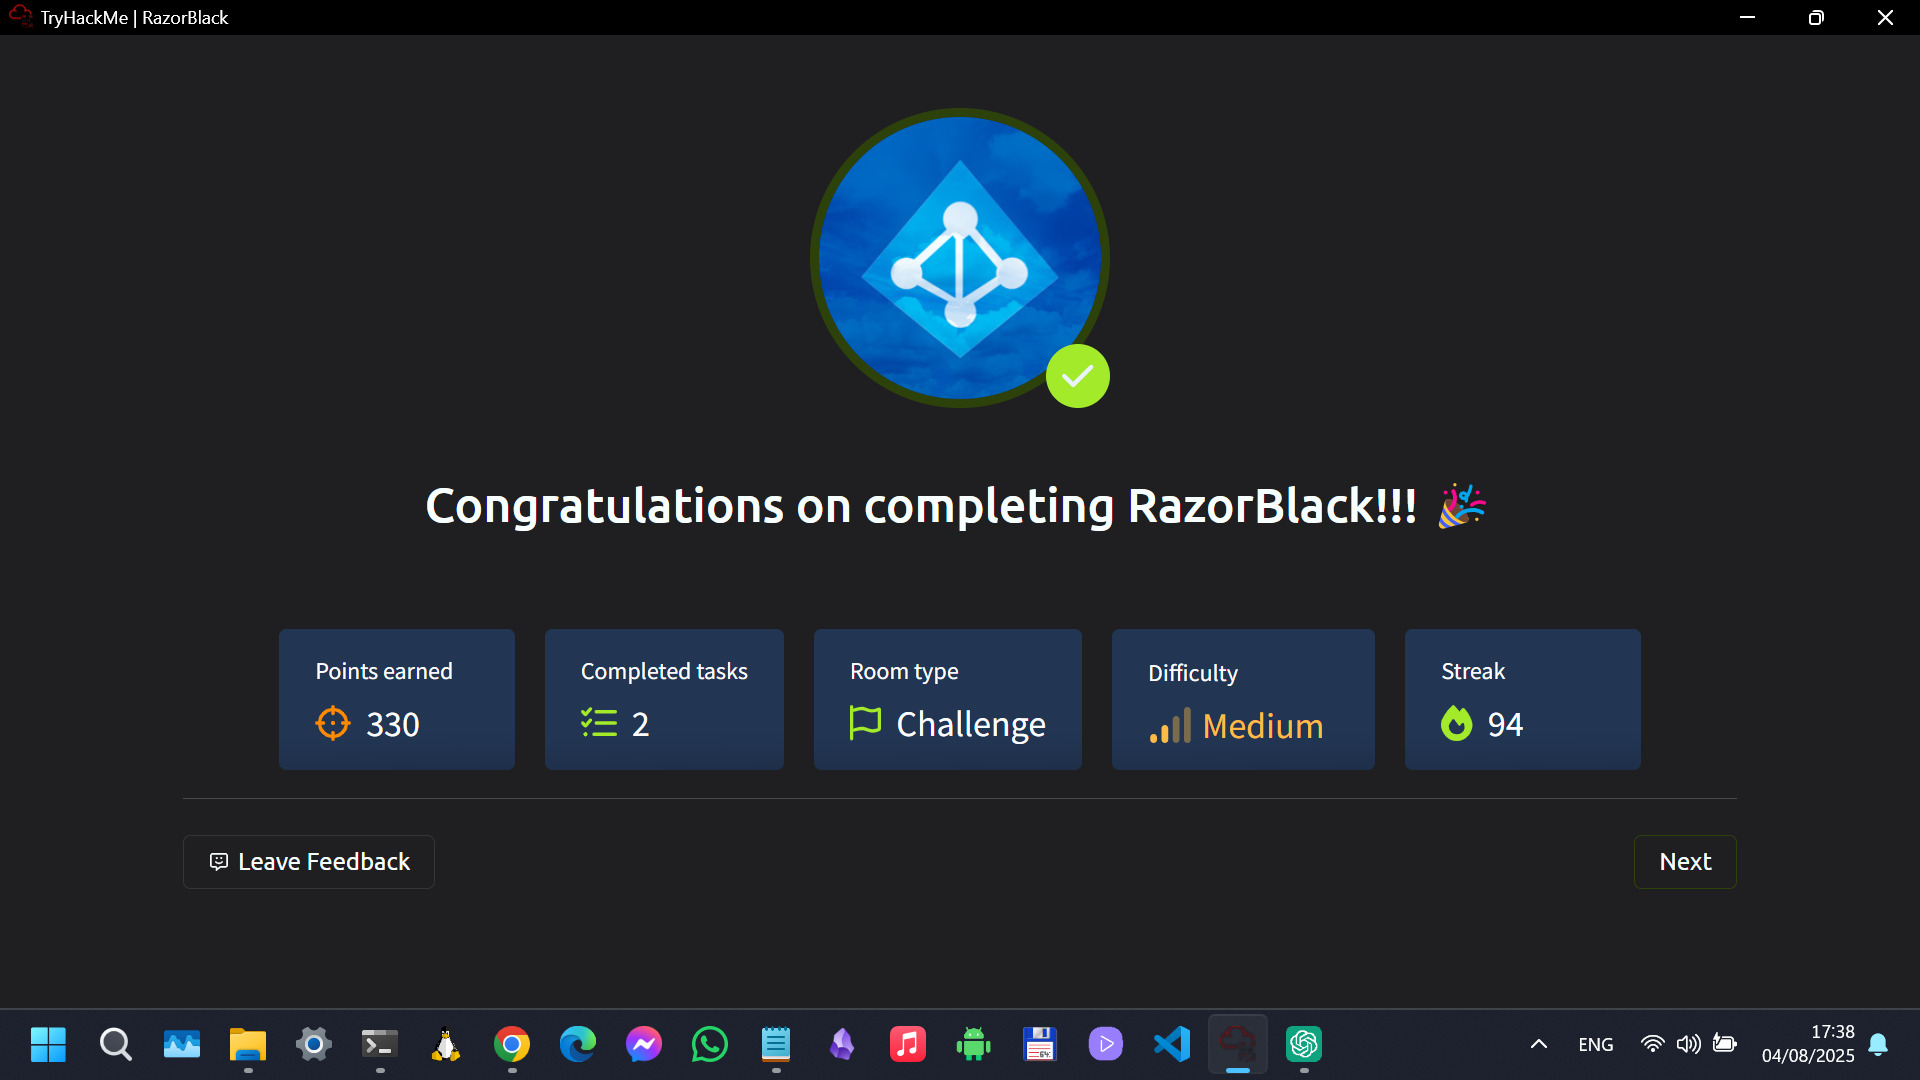 TryHackMe | RazorBlack
Congratulations on completing RazorBlack!!! 🎉
Points earned
330
Completed tasks
2
Room type
Challenge
Difficulty
Medium
Streak
94
Leave Feedback
Next
64
ENG
17:38
04/08/2025